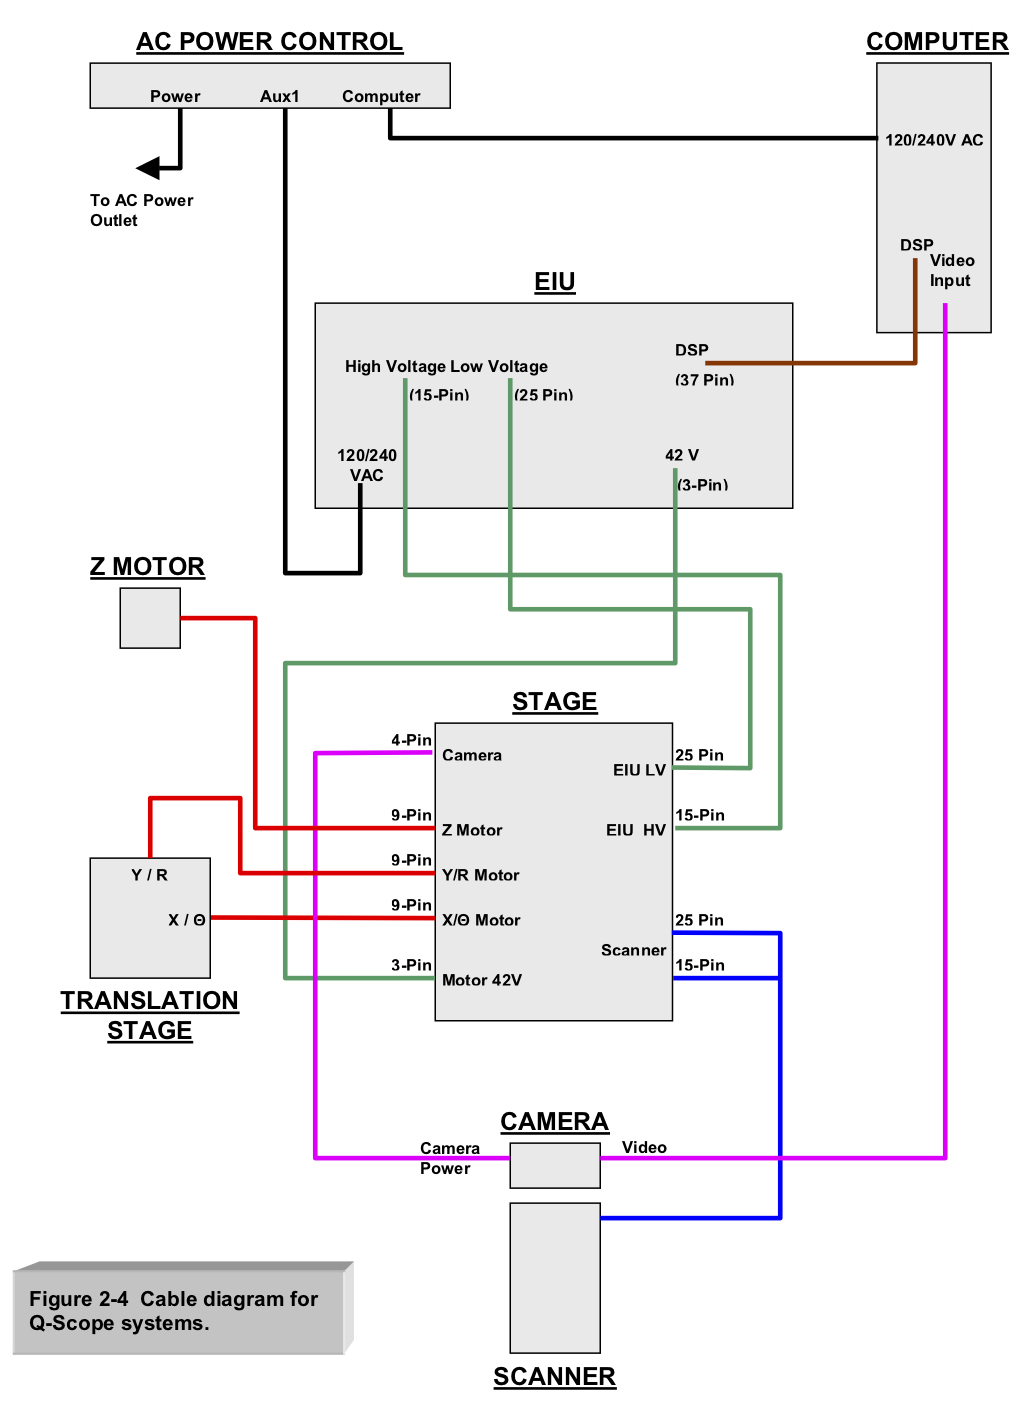 AC POWER CONTROL
COMPUTER
Power
Aux1
Computer
120/240V AC
To AC Power
Outlet
DSP
Video
Input
EIU
High Voltage
Low Voltage
DSP
(15-Pin)
(25 Pin)
(37 Pin)
120/240
VAC
42 V
(3-Pin)
Z MOTOR
STAGE
4-Pin
Camera
25 Pin
EIU LV
9-Pin
Z Motor
15-Pin
EIU HV
9-Pin
Y/R Motor
Y / R
9-Pin
X/Θ Motor
X / Θ
25 Pin
Scanner
15-Pin
3-Pin
Motor 42V
TRANSLATION
STAGE
CAMERA
Camera
Power
Video
SCANNER
Figure 2-4 Cable diagram for
Q-Scope systems.